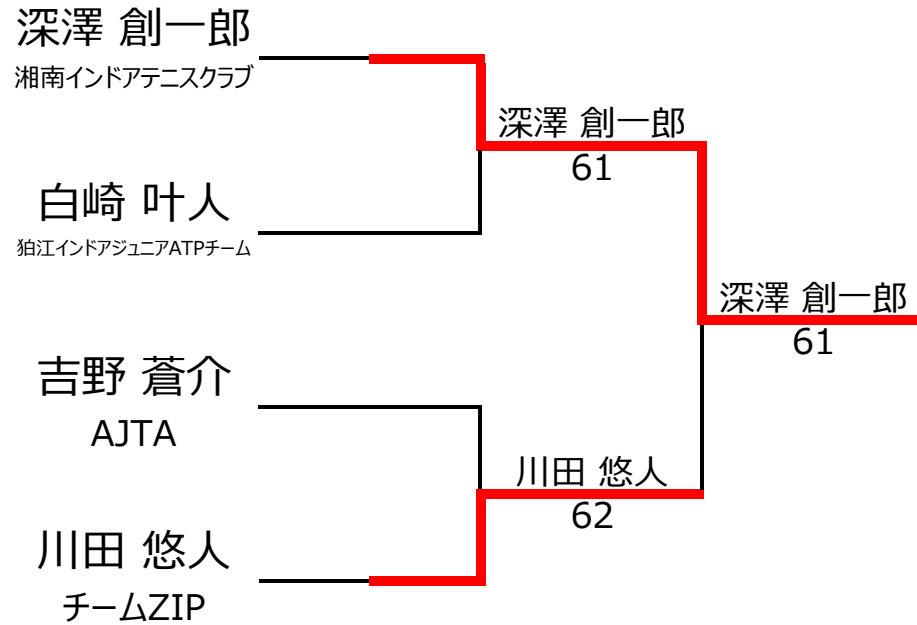 深澤 創一郎
湘南インドアテニスクラブ
深澤 創一郎
61
白崎 叶人
狛江インドアジュニアATPチーム
深澤 創一郎
61
吉野 蒼介
AJTA
川田 悠人
62
川田 悠人
チームZIP